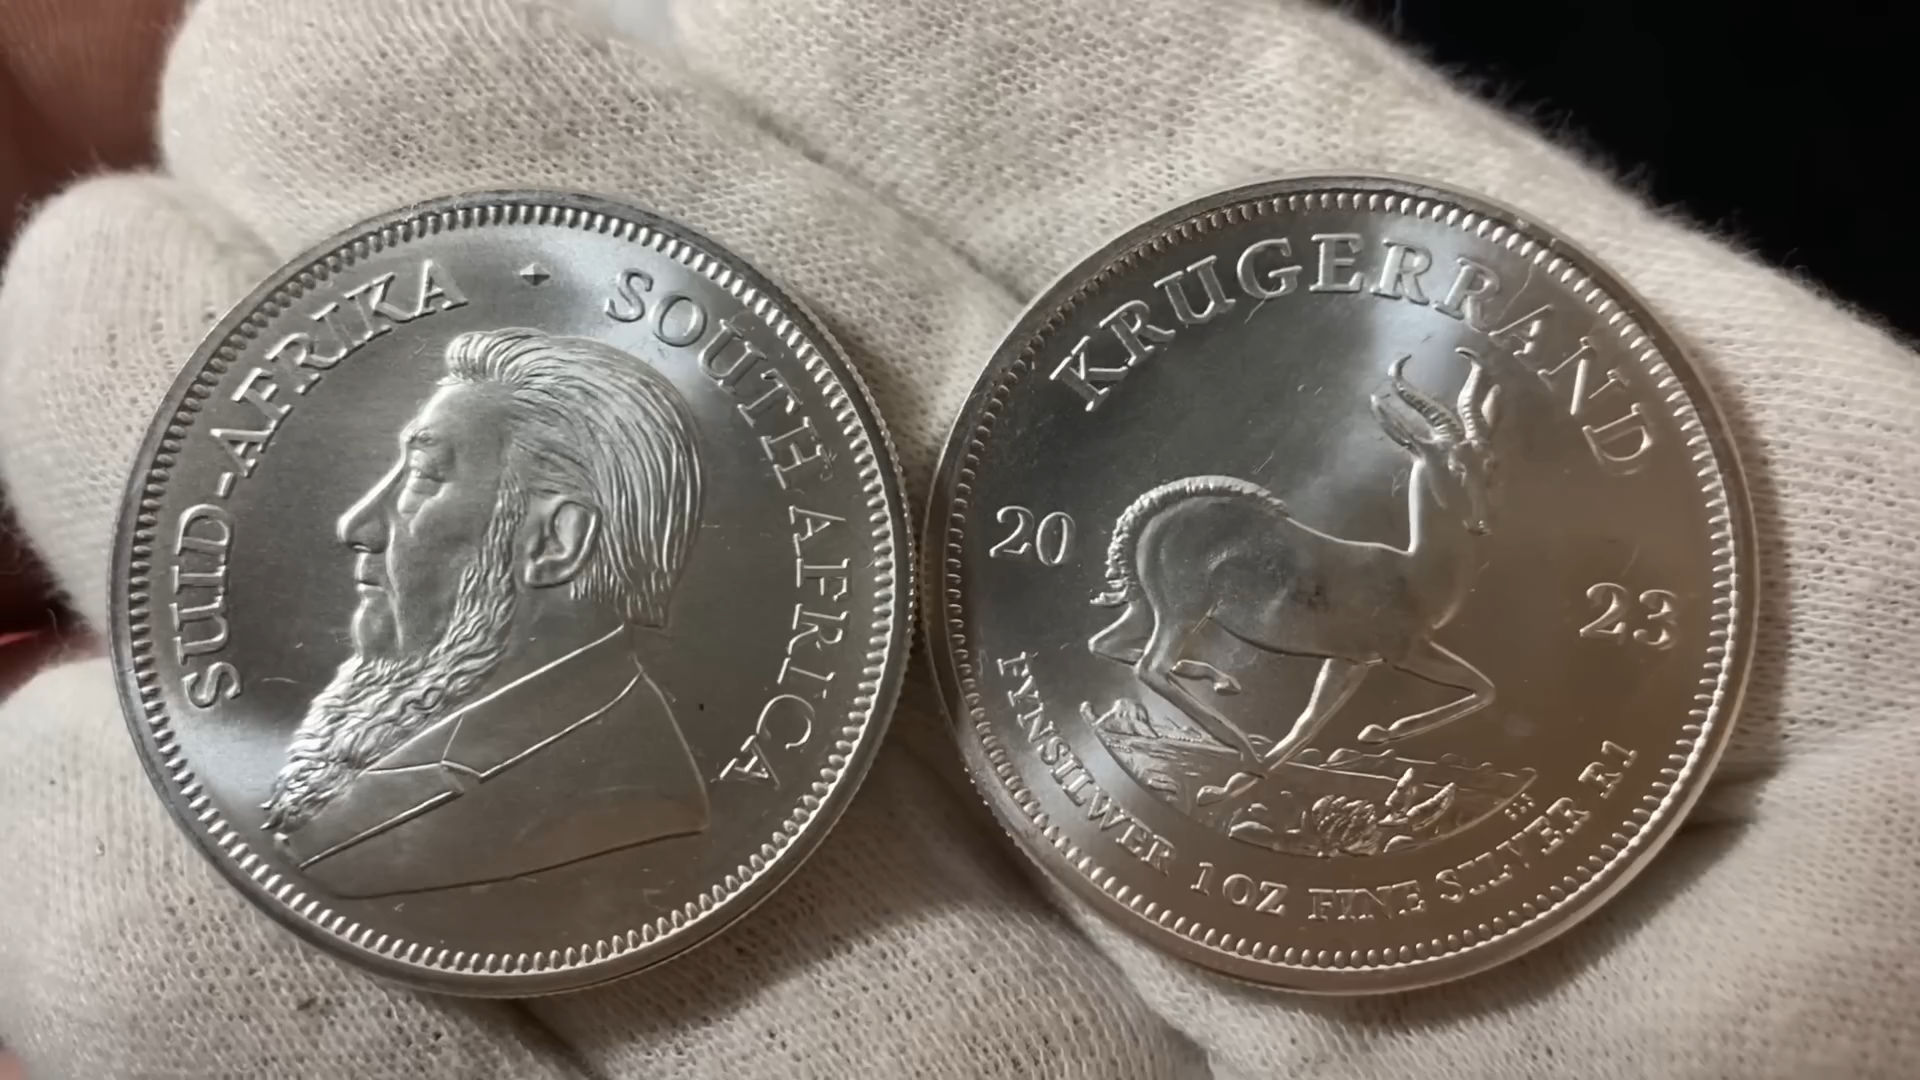 SUID-AFRIKA · SOUTH AFRICA
KRUGERRAND
20 23
FYNSILWER 1 OZ FINE SILVER R1